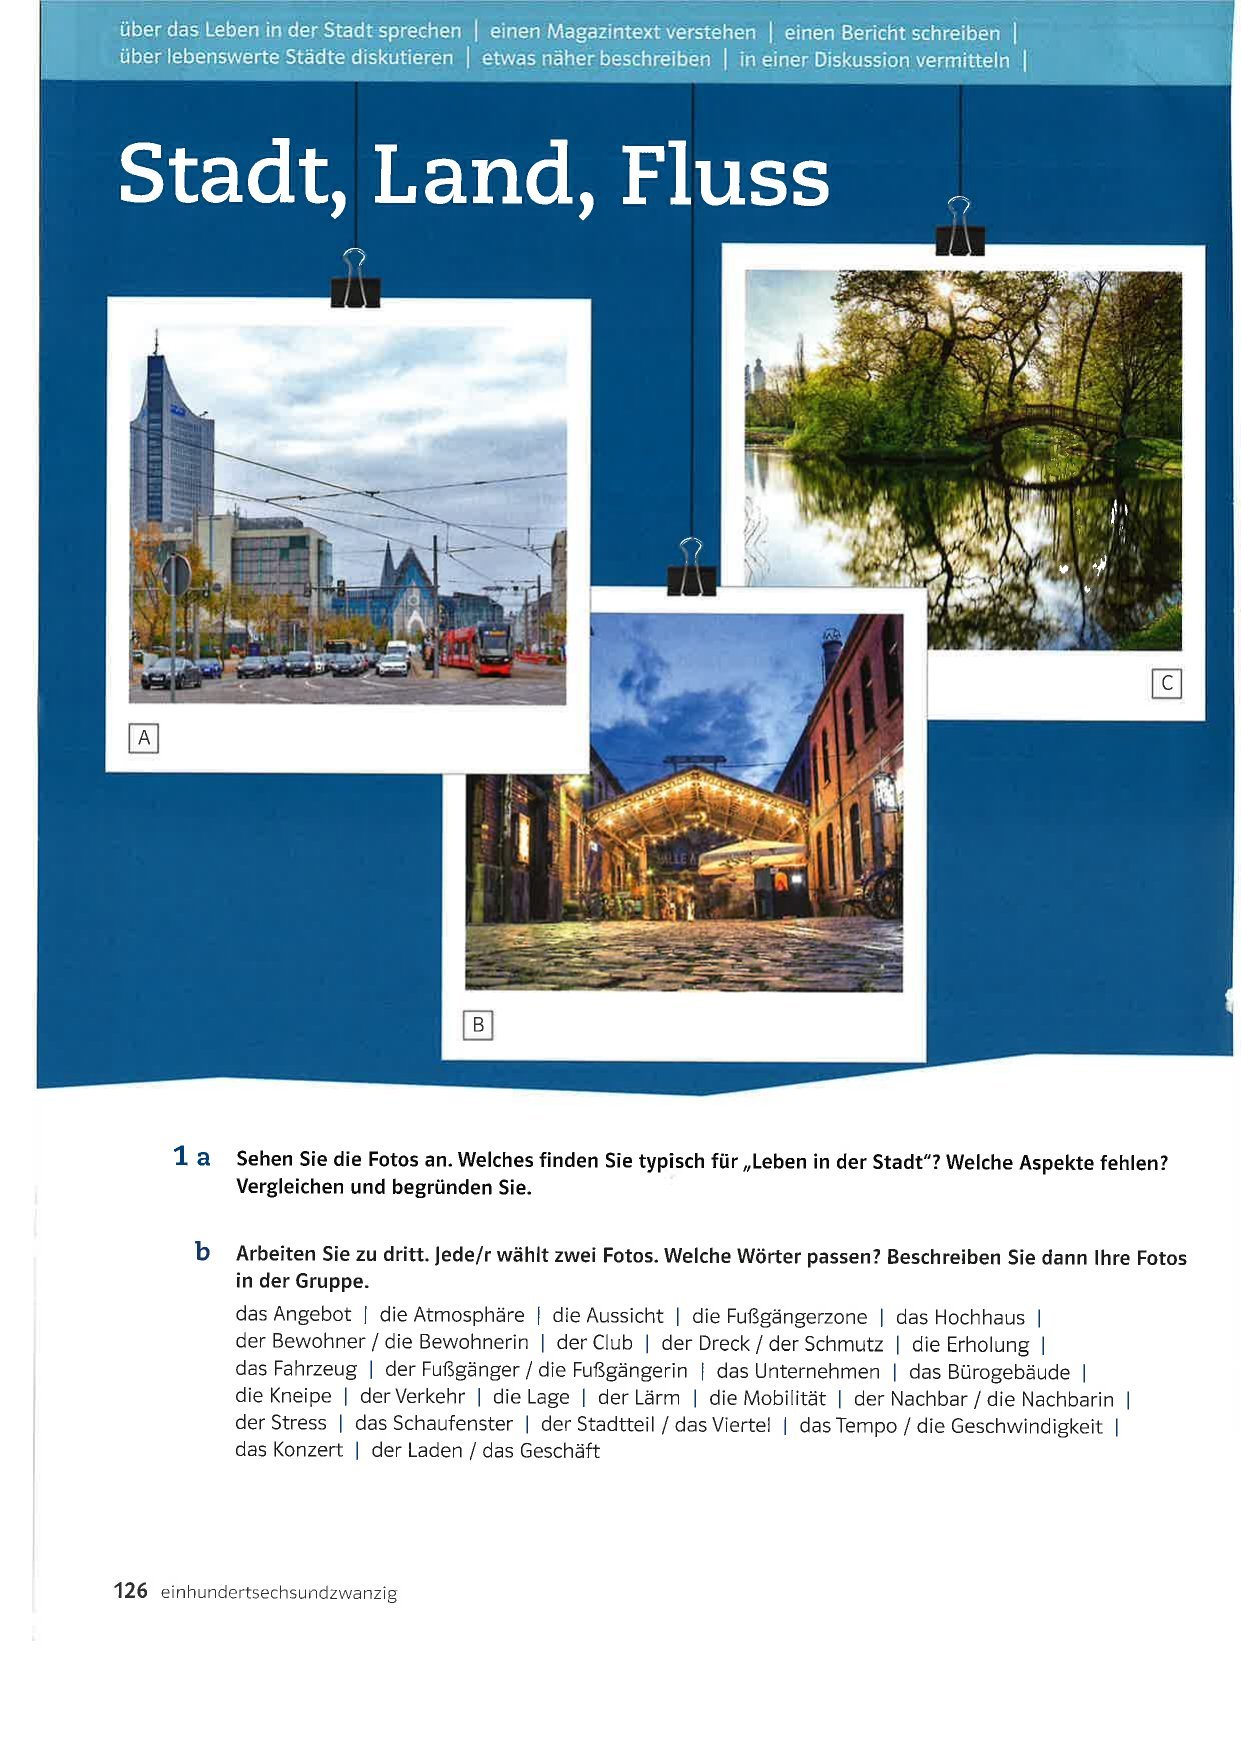 über das Leben in der Stadt sprechen | einen Magazintext verstehen | einen Bericht schreiben |
über lebenswerte Städte diskutieren | etwas näher beschreiben | in einer Diskussion vermitteln |
Stadt, Land, Fluss
A
C
HALLE A
B
1 a Sehen Sie die Fotos an. Welches finden Sie typisch für „Leben in der Stadt“? Welche Aspekte fehlen?
Vergleichen und begründen Sie.
b Arbeiten Sie zu dritt. Jede/r wählt zwei Fotos. Welche Wörter passen? Beschreiben Sie dann Ihre Fotos
in der Gruppe.
das Angebot | die Atmosphäre | die Aussicht | die Fußgängerzone | das Hochhaus |
der Bewohner / die Bewohnerin | der Club | der Dreck / der Schmutz | die Erholung |
das Fahrzeug | der Fußgänger / die Fußgängerin | das Unternehmen | das Bürogebäude |
die Kneipe | der Verkehr | die Lage | der Lärm | die Mobilität | der Nachbar / die Nachbarin |
der Stress | das Schaufenster | der Stadtteil / das Viertel | das Tempo / die Geschwindigkeit |
das Konzert | der Laden / das Geschäft
126 einhundertsechsundzwanzig